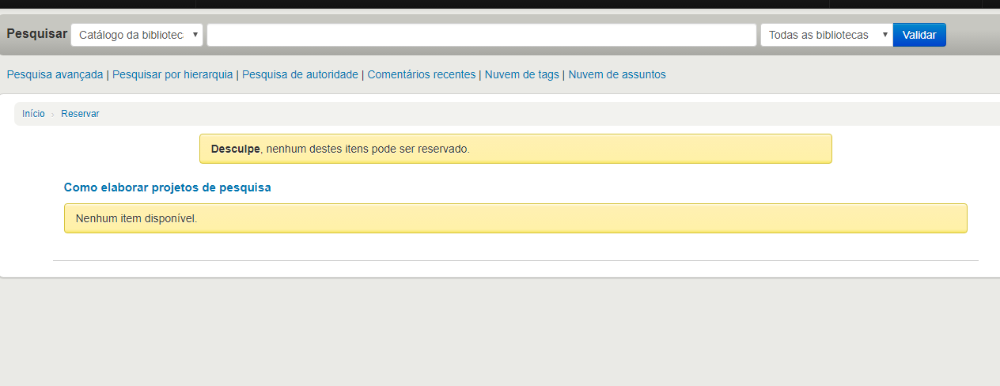 Pesquisar Catálogo da bibliotec Todas as bibliotecas Validar
Pesquisa avançada | Pesquisar por hierarquia | Pesquisa de autoridade | Comentários recentes | Nuvem de tags | Nuvem de assuntos
Início › Reservar
Desculpe, nenhum destes itens pode ser reservado.
Como elaborar projetos de pesquisa
Nenhum item disponível.